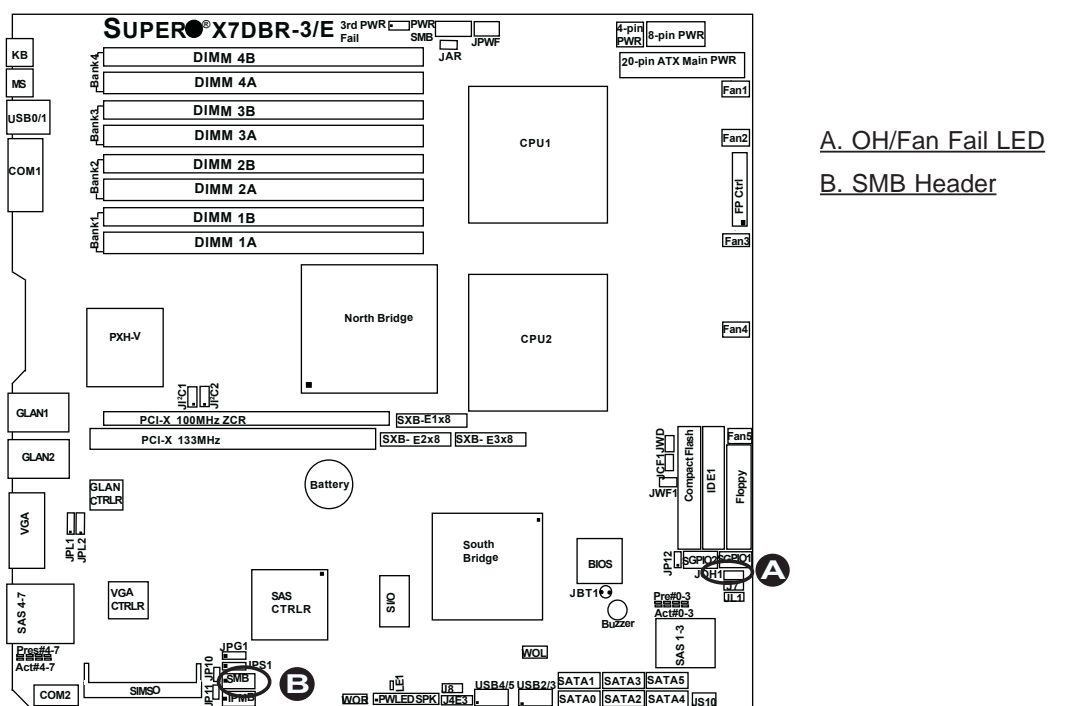 SUPER®X7DBR-3/E
3rd PWR Fail
PWR SMB
JPWF
JAR
4-pin PWR
8-pin PWR
20-pin ATX Main PWR
KB
MS
USB0/1
COM1
Bank4
DIMM 4B
DIMM 4A
Bank3
DIMM 3B
DIMM 3A
Bank2
DIMM 2B
DIMM 2A
Bank1
DIMM 1B
DIMM 1A
CPU1
Fan1
Fan2
FP Ctrl
Fan3
A. OH/Fan Fail LED
B. SMB Header
North Bridge
PXH-V
CPU2
Fan4
JI²C1
JI²C2
GLAN1
PCI-X 100MHz ZCR
SXB-E1x8
PCI-X 133MHz
SXB- E2x8
SXB- E3x8
GLAN2
Fan5
JWD
JCF1
JWF1
Compact Flash
IDE1
Floppy
Battery
GLAN CTRLR
VGA
JPL1
JPL2
South Bridge
BIOS
JP12
SGPIO2
SGPIO1
JOH1
A
J7
JL1
JBT1
Buzzer
Pre#0-3
Act#0-3
SAS 1-3
SAS 4-7
VGA CTRLR
SAS CTRLR
SIO
Pres#4-7
Act#4-7
JPG1
JP10
JPS1
SMB
B
JP11
IPMB
WOL
COM2
SIMSO
WOR
PWLED
SPK
LE1
J8
J4E3
USB4/5
USB2/3
SATA1
SATA3
SATA5
SATA0
SATA2
SATA4
JS10